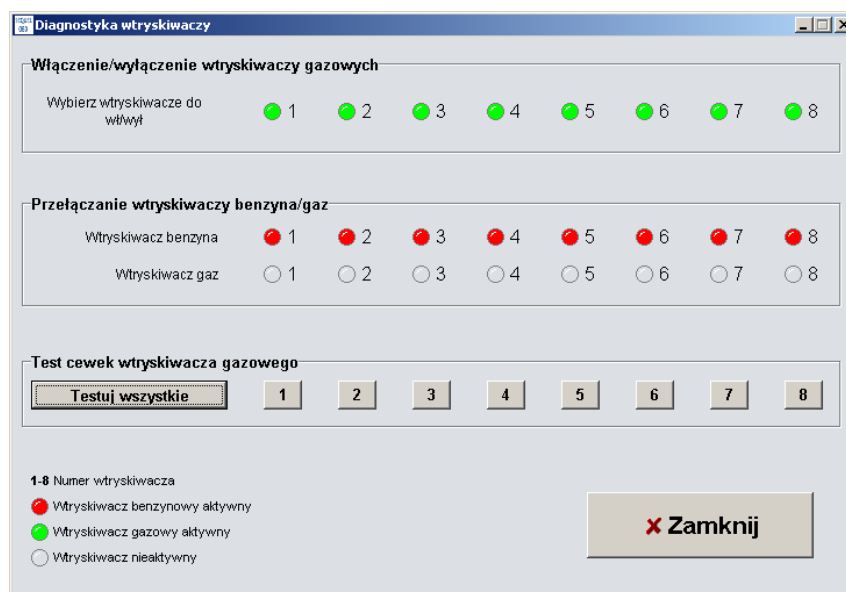 Diagnostyka wtryskiwaczy
Włączenie/wyłączenie wtryskiwaczy gazowych
Wybierz wtryskiwacze do
wł/wył
1 2 3 4 5 6 7 8
Przełączanie wtryskiwaczy benzyna/gaz
Wtryskiwacz benzyna 1 2 3 4 5 6 7 8
Wtryskiwacz gaz 1 2 3 4 5 6 7 8
Test cewek wtryskiwacza gazowego
Testuj wszystkie 1 2 3 4 5 6 7 8
1-8 Numer wtryskiwacza
Wtryskiwacz benzynowy aktywny
Wtryskiwacz gazowy aktywny
Wtryskiwacz nieaktywny
Zamknij